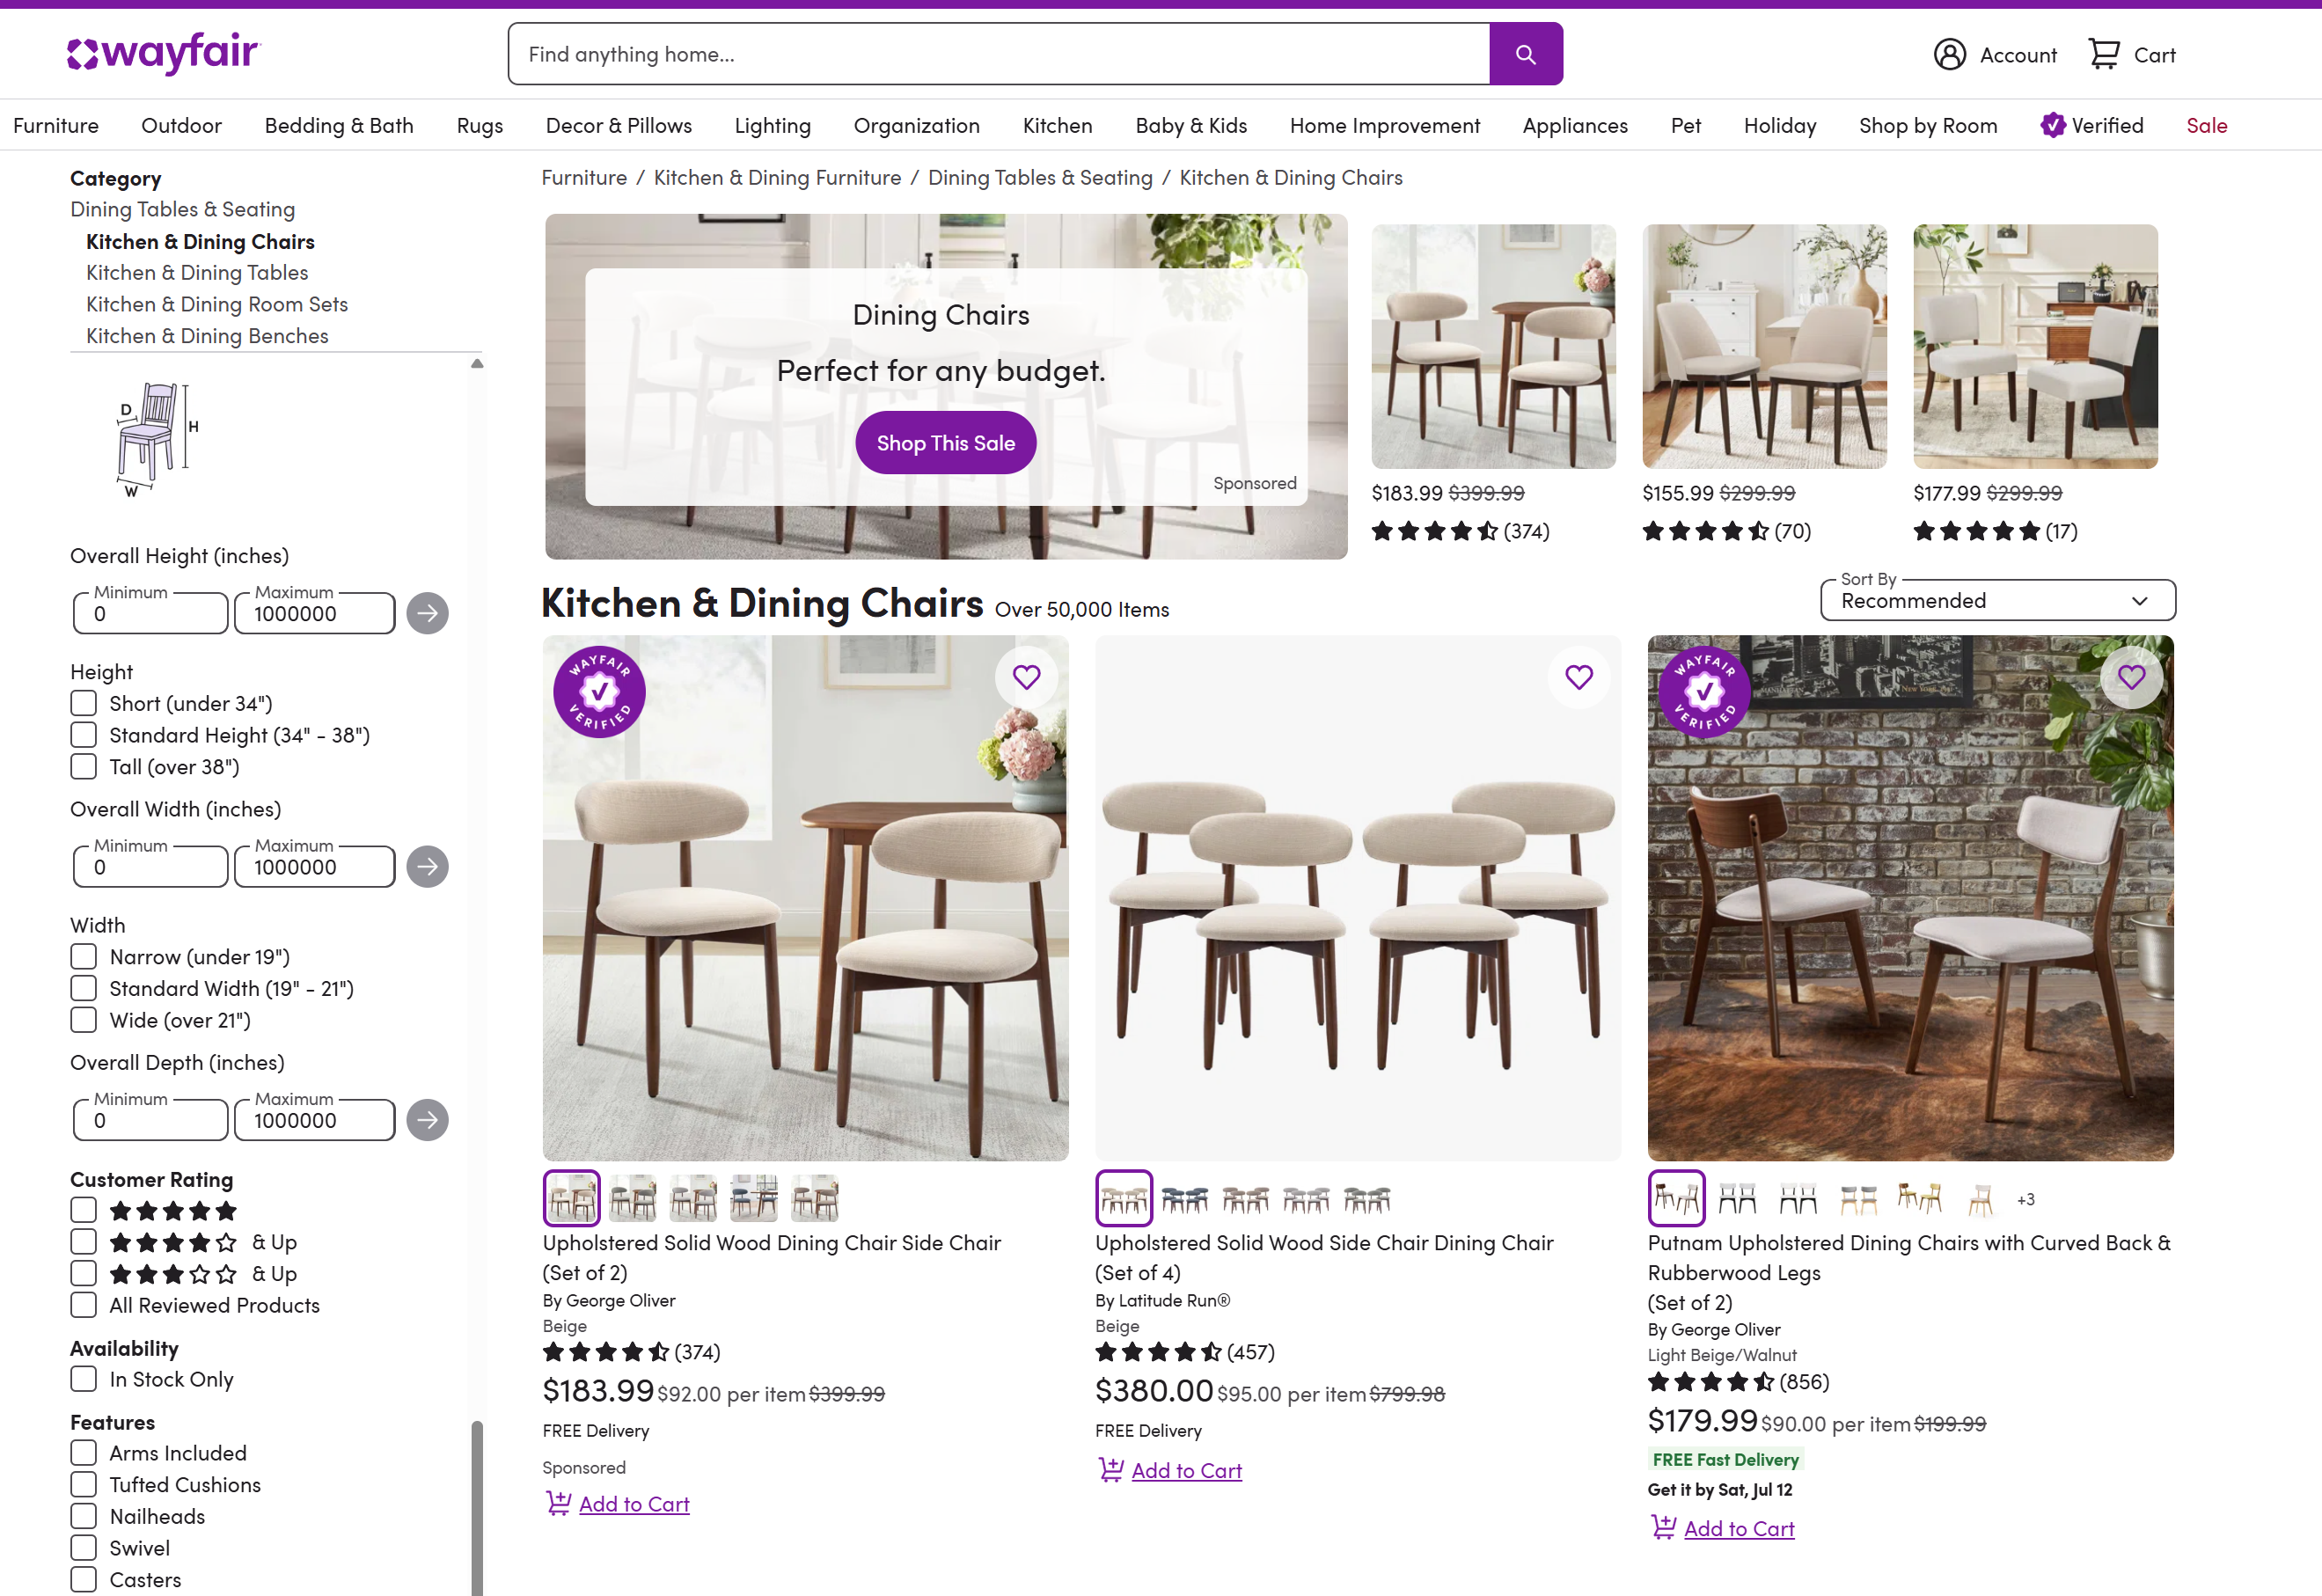 wayfair
Find anything home...
Account
Cart
Furniture
Outdoor
Bedding & Bath
Rugs
Decor & Pillows
Lighting
Organization
Kitchen
Baby & Kids
Home Improvement
Appliances
Pet
Holiday
Shop by Room
Verified
Sale
Category
Dining Tables & Seating
Kitchen & Dining Chairs
Kitchen & Dining Tables
Kitchen & Dining Room Sets
Kitchen & Dining Benches
D
H
W
Overall Height (inches)
Minimum
0
Maximum
1000000
Height
Short (under 34")
Standard Height (34" - 38")
Tall (over 38")
Overall Width (inches)
Minimum
0
Maximum
1000000
Width
Narrow (under 19")
Standard Width (19" - 21")
Wide (over 21")
Overall Depth (inches)
Minimum
0
Maximum
1000000
Customer Rating
& Up
& Up
All Reviewed Products
Availability
In Stock Only
Features
Arms Included
Tufted Cushions
Nailheads
Swivel
Casters
Furniture / Kitchen & Dining Furniture / Dining Tables & Seating / Kitchen & Dining Chairs
Dining Chairs
Perfect for any budget.
Shop This Sale
Sponsored
$183.99 $399.99
(374)
$155.99 $299.99
(70)
$177.99 $299.99
(17)
Kitchen & Dining Chairs Over 50,000 Items
Sort By
Recommended
WAYFAIR
VERIFIED
Upholstered Solid Wood Dining Chair Side Chair
(Set of 2)
By George Oliver
Beige
(374)
$183.99 $92.00 per item $399.99
FREE Delivery
Sponsored
Add to Cart
Upholstered Solid Wood Side Chair Dining Chair
(Set of 4)
By Latitude Run®
Beige
(457)
$380.00 $95.00 per item $799.98
FREE Delivery
Add to Cart
WAYFAIR
VERIFIED
MANHATTAN
New York
+3
Putnam Upholstered Dining Chairs with Curved Back &
Rubberwood Legs
(Set of 2)
By George Oliver
Light Beige/Walnut
(856)
$179.99 $90.00 per item $199.99
FREE Fast Delivery
Get it by Sat, Jul 12
Add to Cart